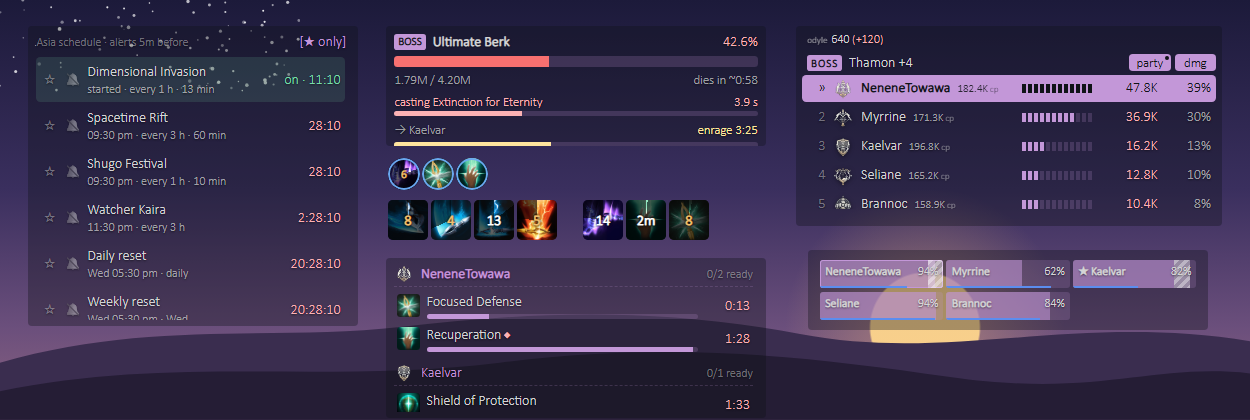 Asia schedule · alerts 5m before
[★ only]
Dimensional Invasion
started · every 1 h · 13 min
on · 11:10
Spacetime Rift
09:30 pm · every 3 h · 60 min
28:10
Shugo Festival
09:30 pm · every 1 h · 10 min
28:10
Watcher Kaira
11:30 pm · every 3 h
2:28:10
Daily reset
Wed 05:30 pm · daily
20:28:10
Weekly reset
Wed 05:30 pm · Wed
20:28:10
BOSS Ultimate Berk 42.6%
1.79M / 4.20M dies in ~0:58
casting Extinction for Eternity 3.9 s
→ Kaelvar enrage 3:25
6
8 4 13 5 14 2m 8
NeneneTowawa 0/2 ready
Focused Defense 0:13
Recuperation ◆ 1:28
Kaelvar 0/1 ready
Shield of Protection 1:33
odyle 640 (+120)
BOSS Thamon +4 party dmg
» NeneneTowawa 182.4K cp 47.8K 39%
2 Myrrine 171.3K cp 36.9K 30%
3 Kaelvar 196.8K cp 16.2K 13%
4 Seliane 165.2K cp 12.8K 10%
5 Brannoc 158.9K cp 10.4K 8%
NeneneTowawa 94% Myrrine 62% ★ Kaelvar 82%
Seliane 94% Brannoc 84%